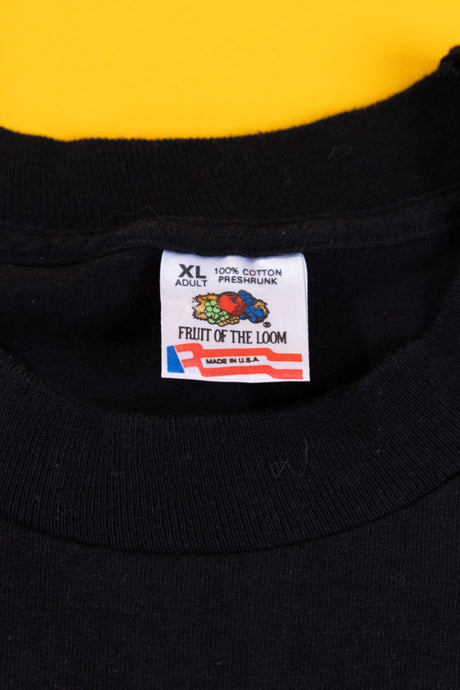 XL 100% COTTON
ADULT PRESHRUNK
®
FRUIT OF THE LOOM
MADE IN U.S.A.